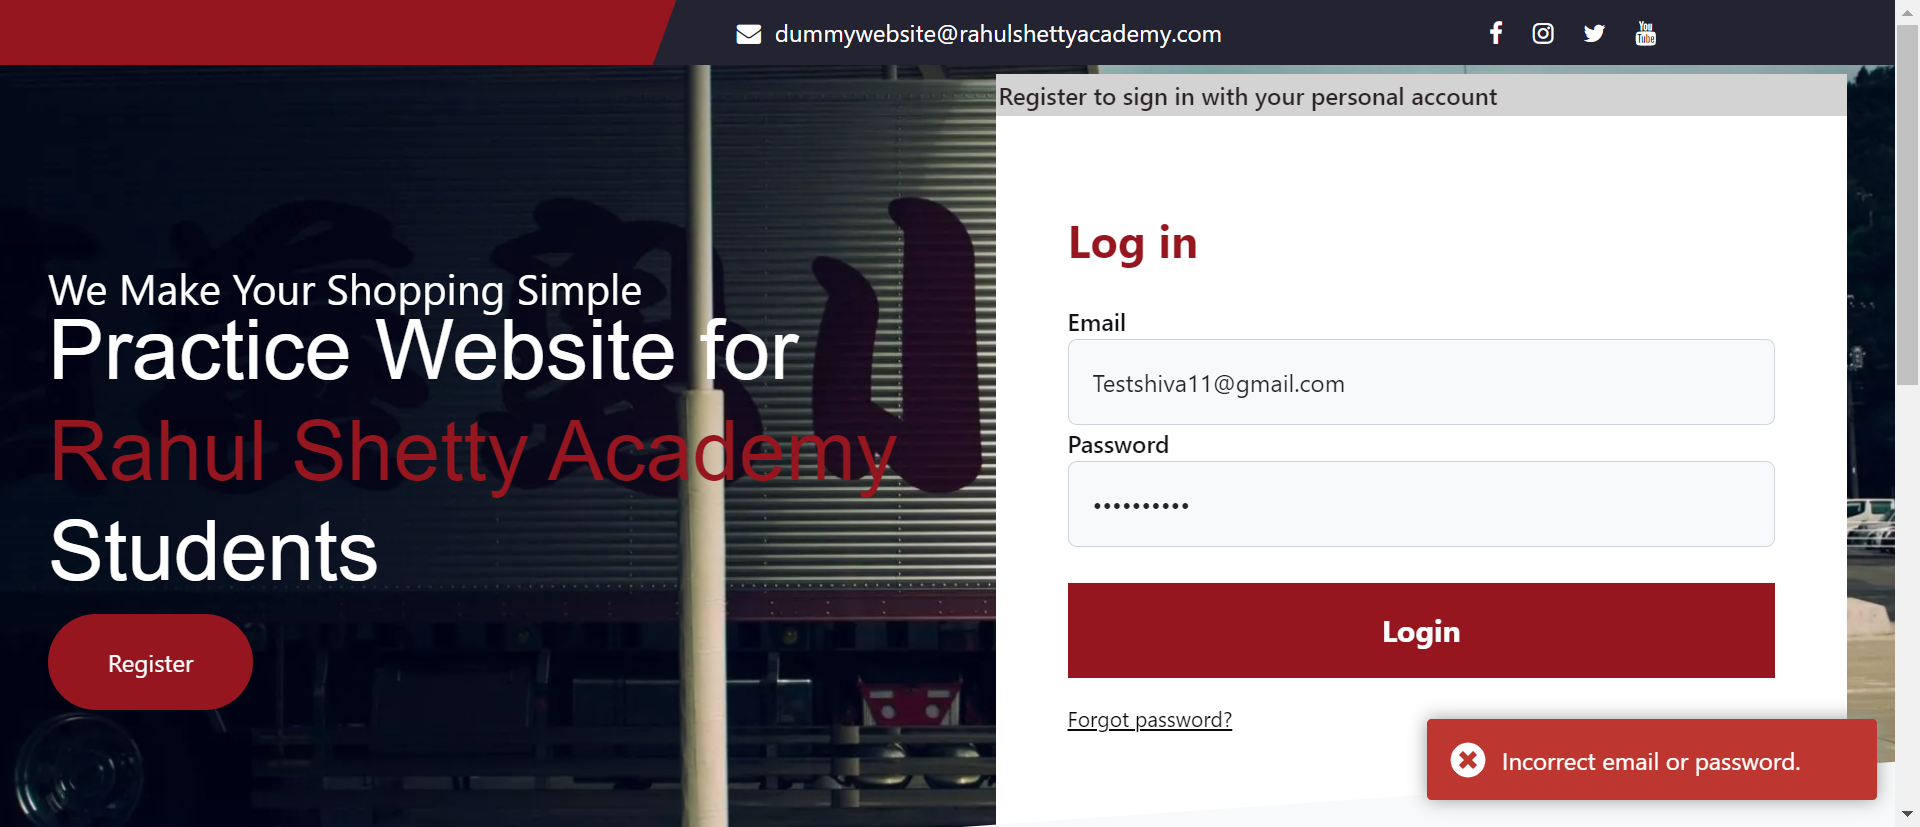 dummywebsite@rahulshettyacademy.com
You
Tube
Register to sign in with your personal account
We Make Your Shopping Simple
Practice Website for
Rahul Shetty Academy
Students
Register
Log in
Email
Testshiva11@gmail.com
Password
••••••••••
Login
Forgot password?
Incorrect email or password.